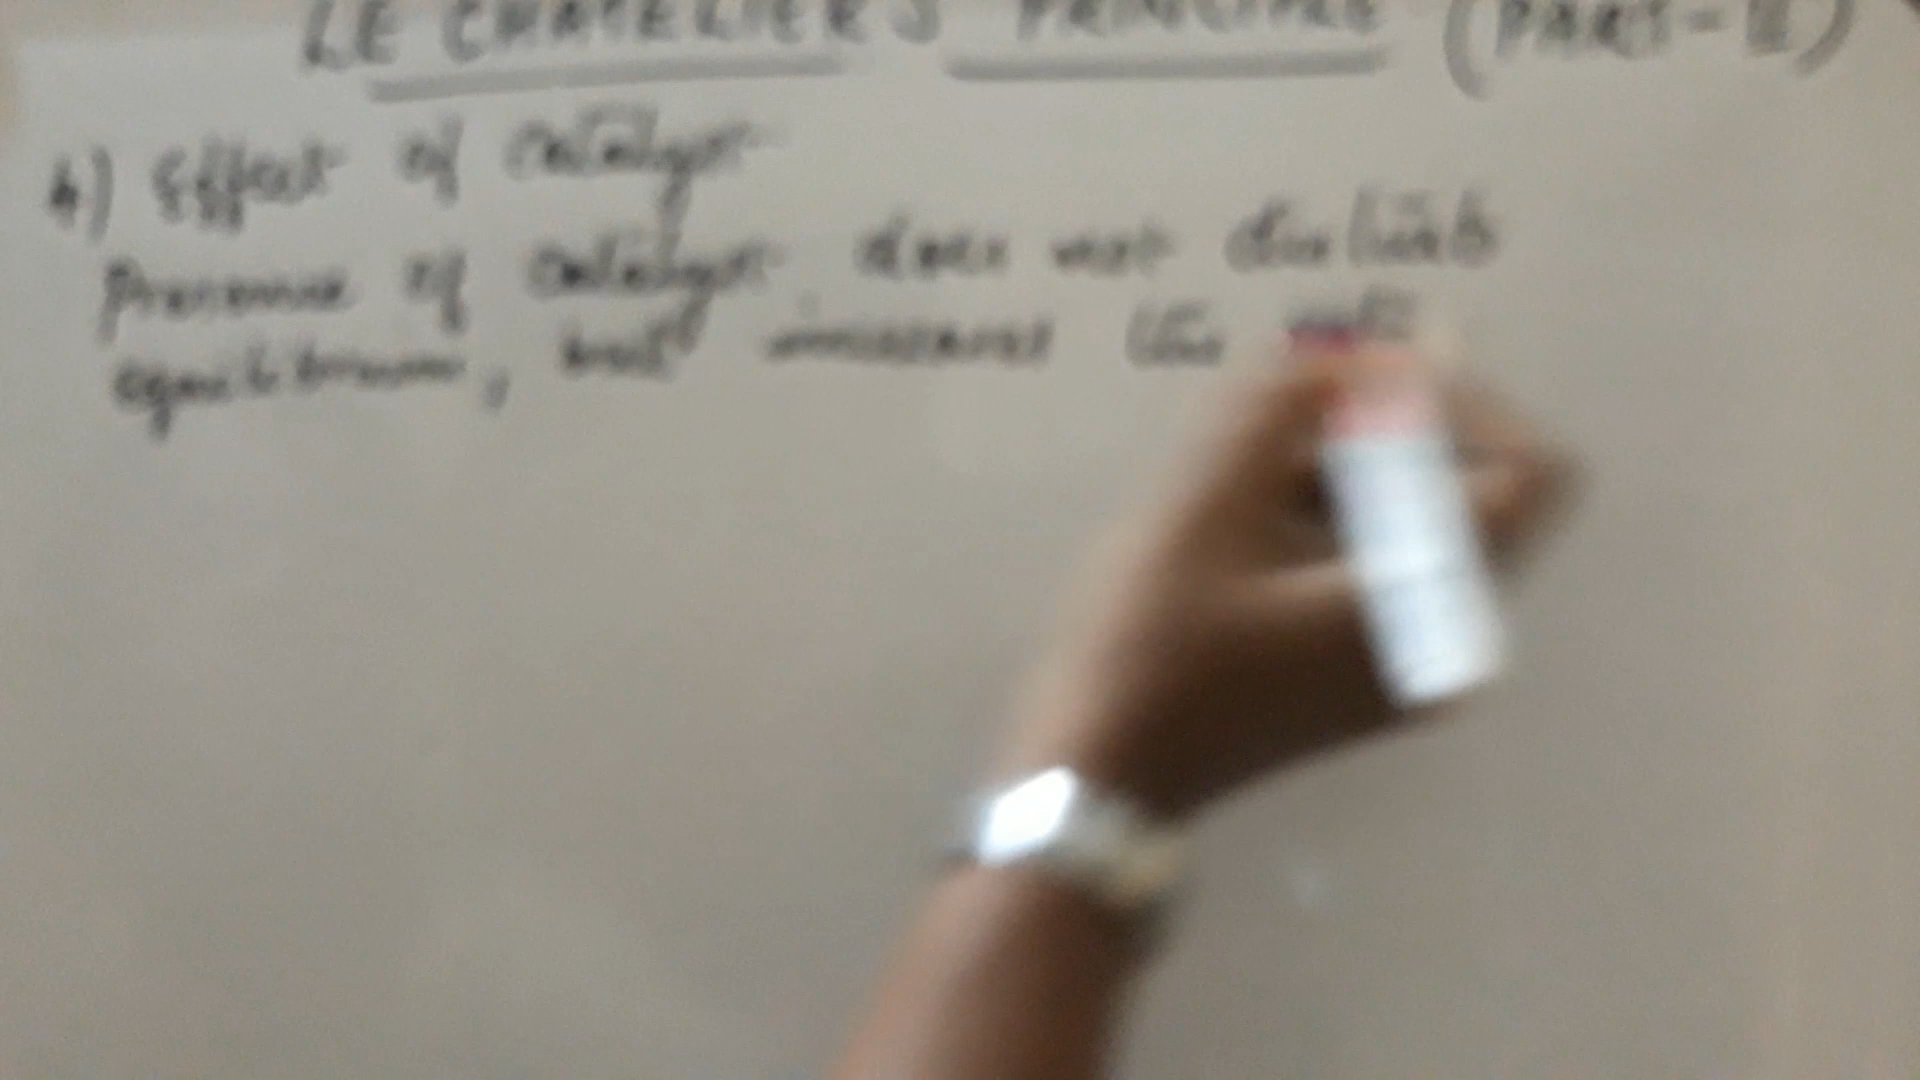 LE CHATELIER'S PRINCIPLE (PART-II)
4) Effect of catalyst
Presence of catalyst does not disturb
equilibrium, but increases the